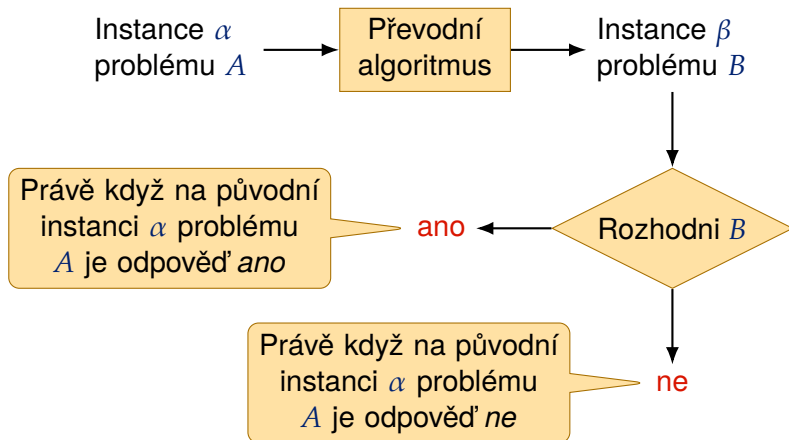 Instance α
problému A
Převodní
algoritmus
Instance β
problému B
Právě když na původní
instanci α problému
A je odpověď ano
ano
Rozhodni B
Právě když na původní
instanci α problému
A je odpověď ne
ne